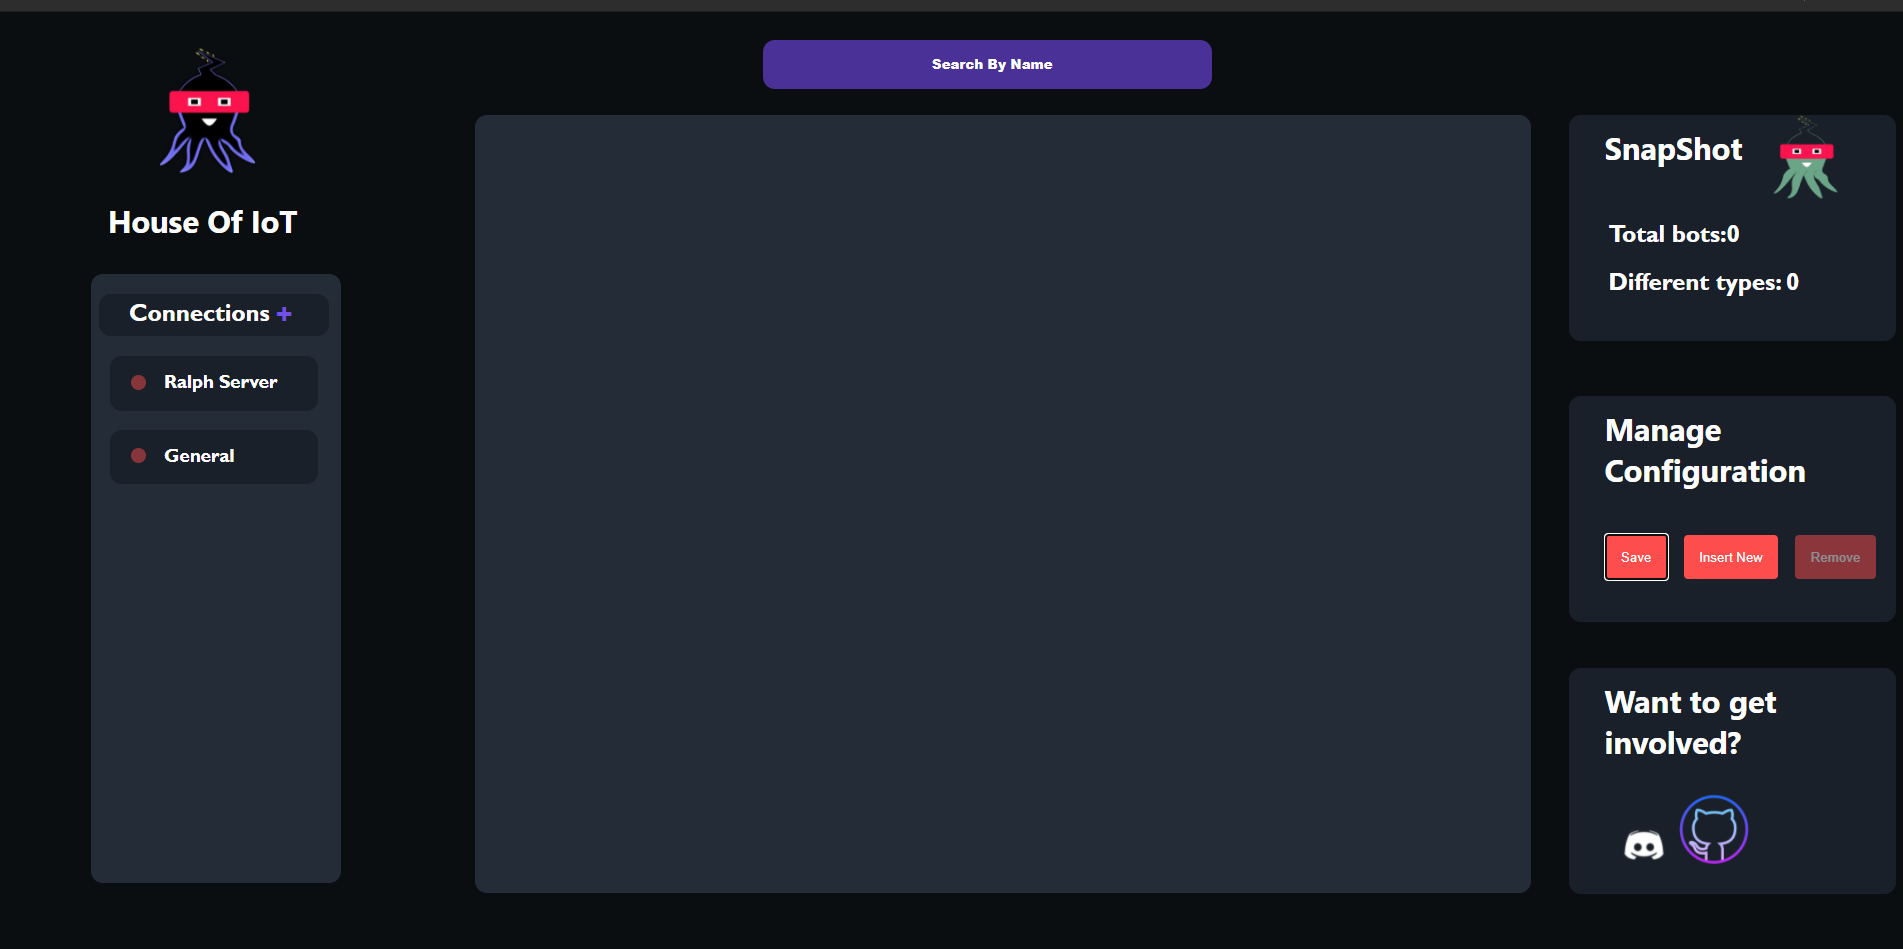 Search By Name
House Of IoT
Connections +
Ralph Server
General
SnapShot
Total bots:0
Different types: 0
Manage
Configuration
Save
Insert New
Remove
Want to get
involved?